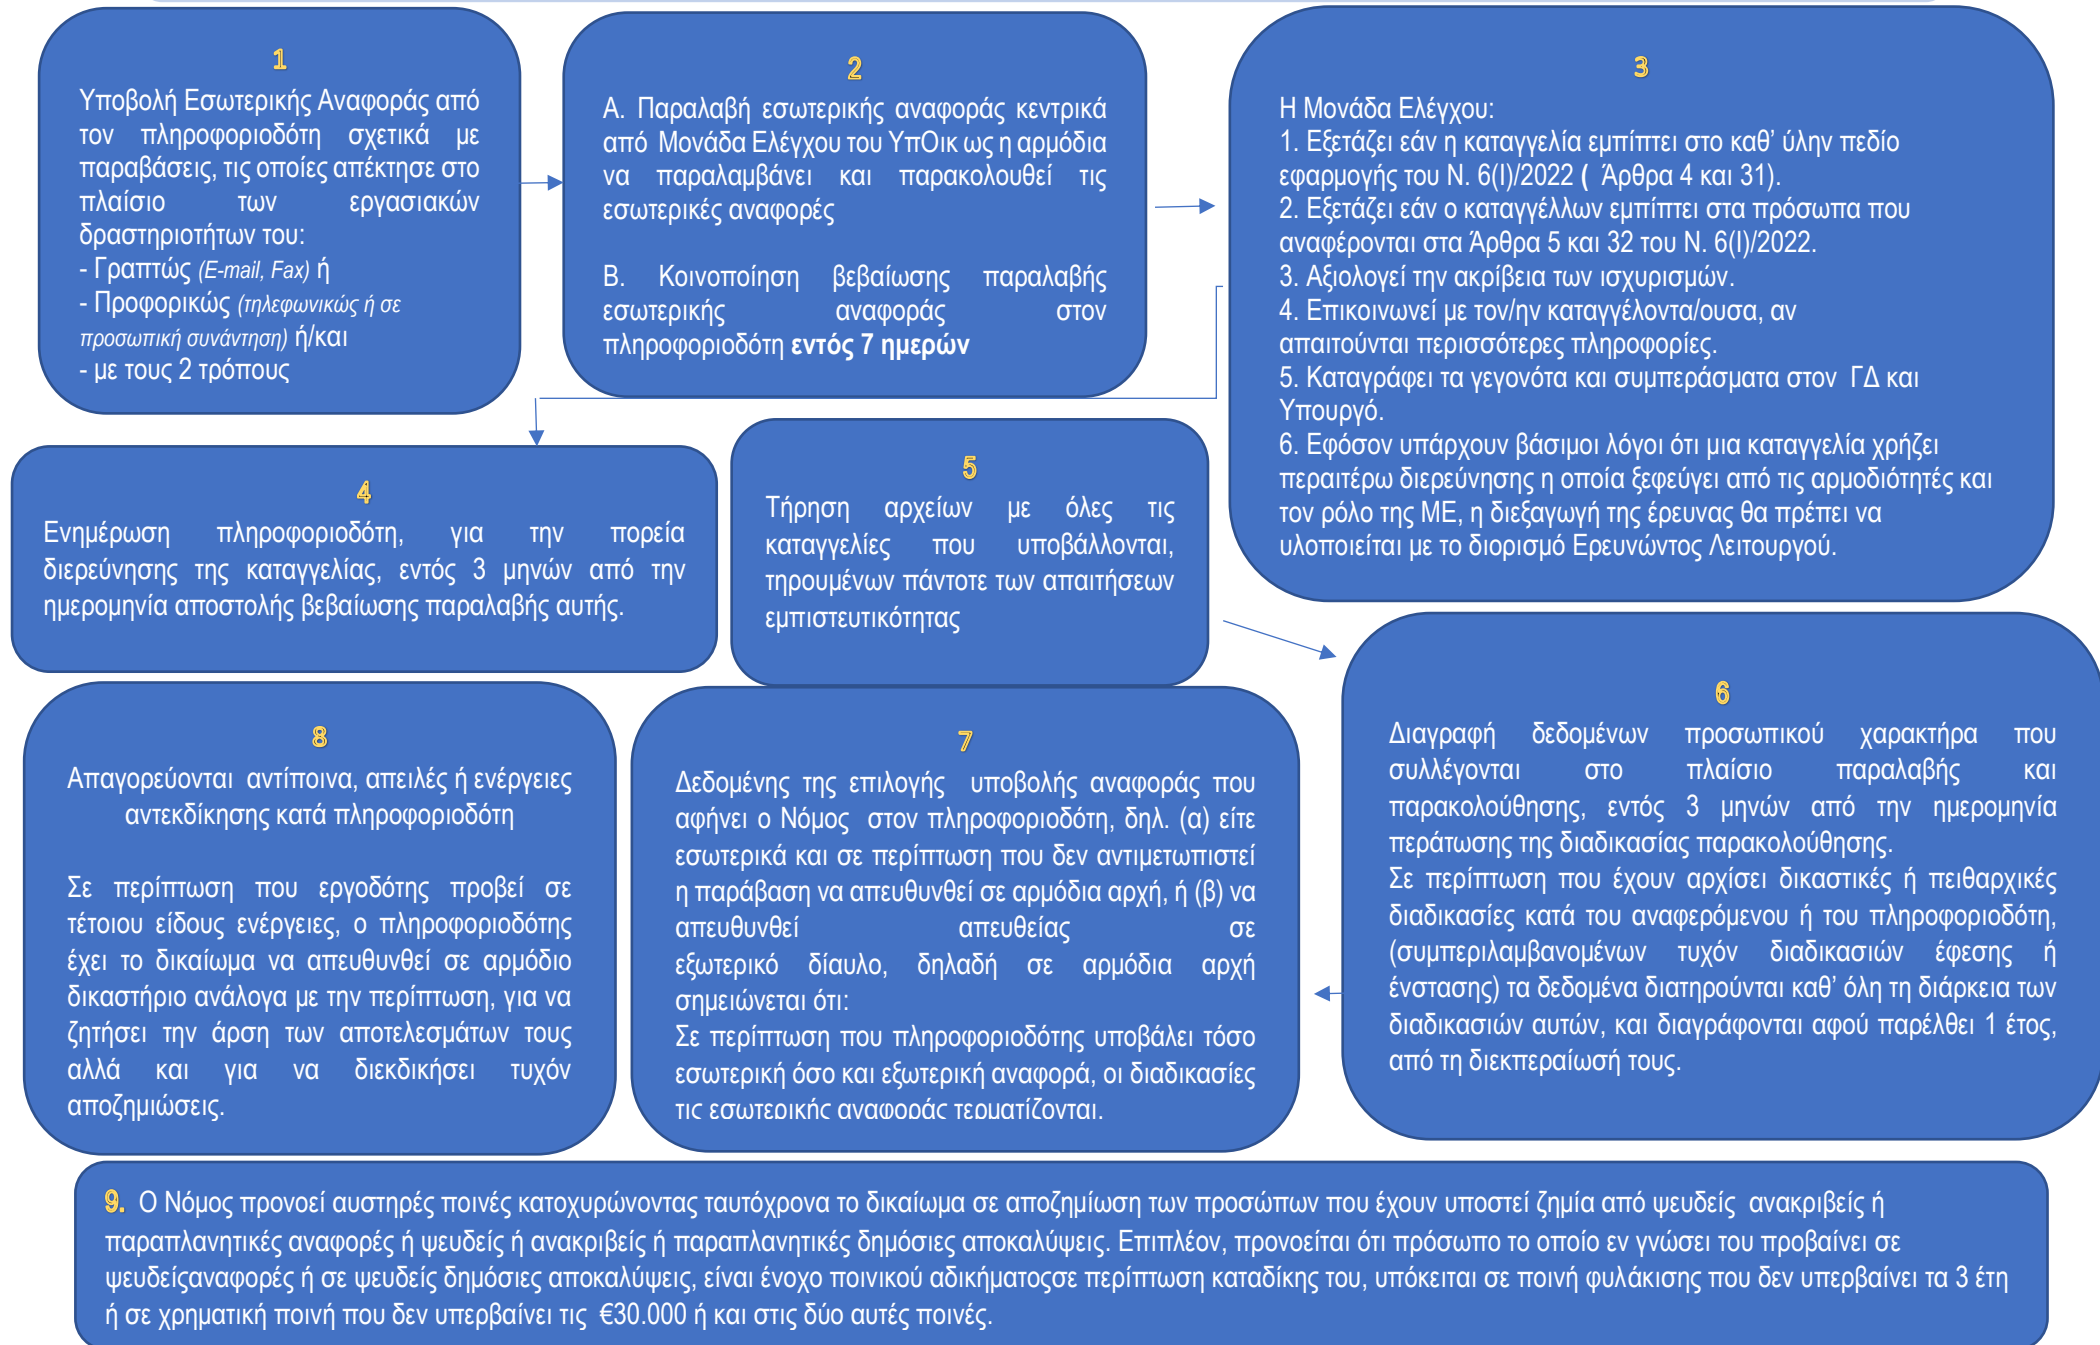 1
Υποβολή Εσωτερικής Αναφοράς από
τον πληροφοριοδότη σχετικά με
παραβάσεις, τις οποίες απέκτησε στο
πλαίσιο των εργασιακών
δραστηριοτήτων του:
- Γραπτώς (E-mail, Fax) ή
- Προφορικώς (τηλεφωνικώς ή σε
προσωπική συνάντηση) ή/και
- με τους 2 τρόπους
2
Α. Παραλαβή εσωτερικής αναφοράς κεντρικά
από Μονάδα Ελέγχου του ΥπΟικ ως η αρμόδια
να παραλαμβάνει και παρακολουθεί τις
εσωτερικές αναφορές
Β. Κοινοποίηση βεβαίωσης παραλαβής
εσωτερικής αναφοράς στον
πληροφοριοδότη εντός 7 ημερών
3
Η Μονάδα Ελέγχου:
1. Εξετάζει εάν η καταγγελία εμπίπτει στο καθ’ ύλην πεδίο
εφαρμογής του Ν. 6(Ι)/2022 ( Άρθρα 4 και 31).
2. Εξετάζει εάν ο καταγγέλλων εμπίπτει στα πρόσωπα που
αναφέρονται στα Άρθρα 5 και 32 του Ν. 6(Ι)/2022.
3. Αξιολογεί την ακρίβεια των ισχυρισμών.
4. Επικοινωνεί με τον/ην καταγγέλοντα/ουσα, αν
απαιτούνται περισσότερες πληροφορίες.
5. Καταγράφει τα γεγονότα και συμπεράσματα στον ΓΔ και
Υπουργό.
6. Εφόσον υπάρχουν βάσιμοι λόγοι ότι μια καταγγελία χρήζει
περαιτέρω διερεύνησης η οποία ξεφεύγει από τις αρμοδιότητές και
τον ρόλο της ΜΕ, η διεξαγωγή της έρευνας θα πρέπει να
υλοποιείται με το διορισμό Ερευνώντος Λειτουργού.
4
Ενημέρωση πληροφοριοδότη, για την πορεία
διερεύνησης της καταγγελίας, εντός 3 μηνών από την
ημερομηνία αποστολής βεβαίωσης παραλαβής αυτής.
5
Τήρηση αρχείων με όλες τις
καταγγελίες που υποβάλλονται,
τηρουμένων πάντοτε των απαιτήσεων
εμπιστευτικότητας
6
Διαγραφή δεδομένων προσωπικού χαρακτήρα που
συλλέγονται στο πλαίσιο παραλαβής και
παρακολούθησης, εντός 3 μηνών από την ημερομηνία
περάτωσης της διαδικασίας παρακολούθησης.
Σε περίπτωση που έχουν αρχίσει δικαστικές ή πειθαρχικές
διαδικασίες κατά του αναφερόμενου ή του πληροφοριοδότη,
(συμπεριλαμβανομένων τυχόν διαδικασιών έφεσης ή
ένστασης) τα δεδομένα διατηρούνται καθ’ όλη τη διάρκεια των
διαδικασιών αυτών, και διαγράφονται αφού παρέλθει 1 έτος,
από τη διεκπεραίωσή τους.
7
Δεδομένης της επιλογής υποβολής αναφοράς που
αφήνει ο Νόμος στον πληροφοριοδότη, δηλ. (α) είτε
εσωτερικά και σε περίπτωση που δεν αντιμετωπιστεί
η παράβαση να απευθυνθεί σε αρμόδια αρχή, ή (β) να
απευθυνθεί απευθείας σε
εξωτερικό δίαυλο, δηλαδή σε αρμόδια αρχή
σημειώνεται ότι:
Σε περίπτωση που πληροφοριοδότης υποβάλει τόσο
εσωτερική όσο και εξωτερική αναφορά, οι διαδικασίες
τις εσωτερικής αναφοράς τερματίζονται.
8
Απαγορεύονται αντίποινα, απειλές ή ενέργειες
αντεκδίκησης κατά πληροφοριοδότη
Σε περίπτωση που εργοδότης προβεί σε
τέτοιου είδους ενέργειες, ο πληροφοριοδότης
έχει το δικαίωμα να απευθυνθεί σε αρμόδιο
δικαστήριο ανάλογα με την περίπτωση, για να
ζητήσει την άρση των αποτελεσμάτων τους
αλλά και για να διεκδικήσει τυχόν
αποζημιώσεις.
9. Ο Νόμος προνοεί αυστηρές ποινές κατοχυρώνοντας ταυτόχρονα το δικαίωμα σε αποζημίωση των προσώπων που έχουν υποστεί ζημία από ψευδείς ανακριβείς ή
παραπλανητικές αναφορές ή ψευδείς ή ανακριβείς ή παραπλανητικές δημόσιες αποκαλύψεις. Επιπλέον, προνοείται ότι πρόσωπο το οποίο εν γνώσει του προβαίνει σε
ψευδείςαναφορές ή σε ψευδείς δημόσιες αποκαλύψεις, είναι ένοχο ποινικού αδικήματοςσε περίπτωση καταδίκης του, υπόκειται σε ποινή φυλάκισης που δεν υπερβαίνει τα 3 έτη
ή σε χρηματική ποινή που δεν υπερβαίνει τις €30.000 ή και στις δύο αυτές ποινές.